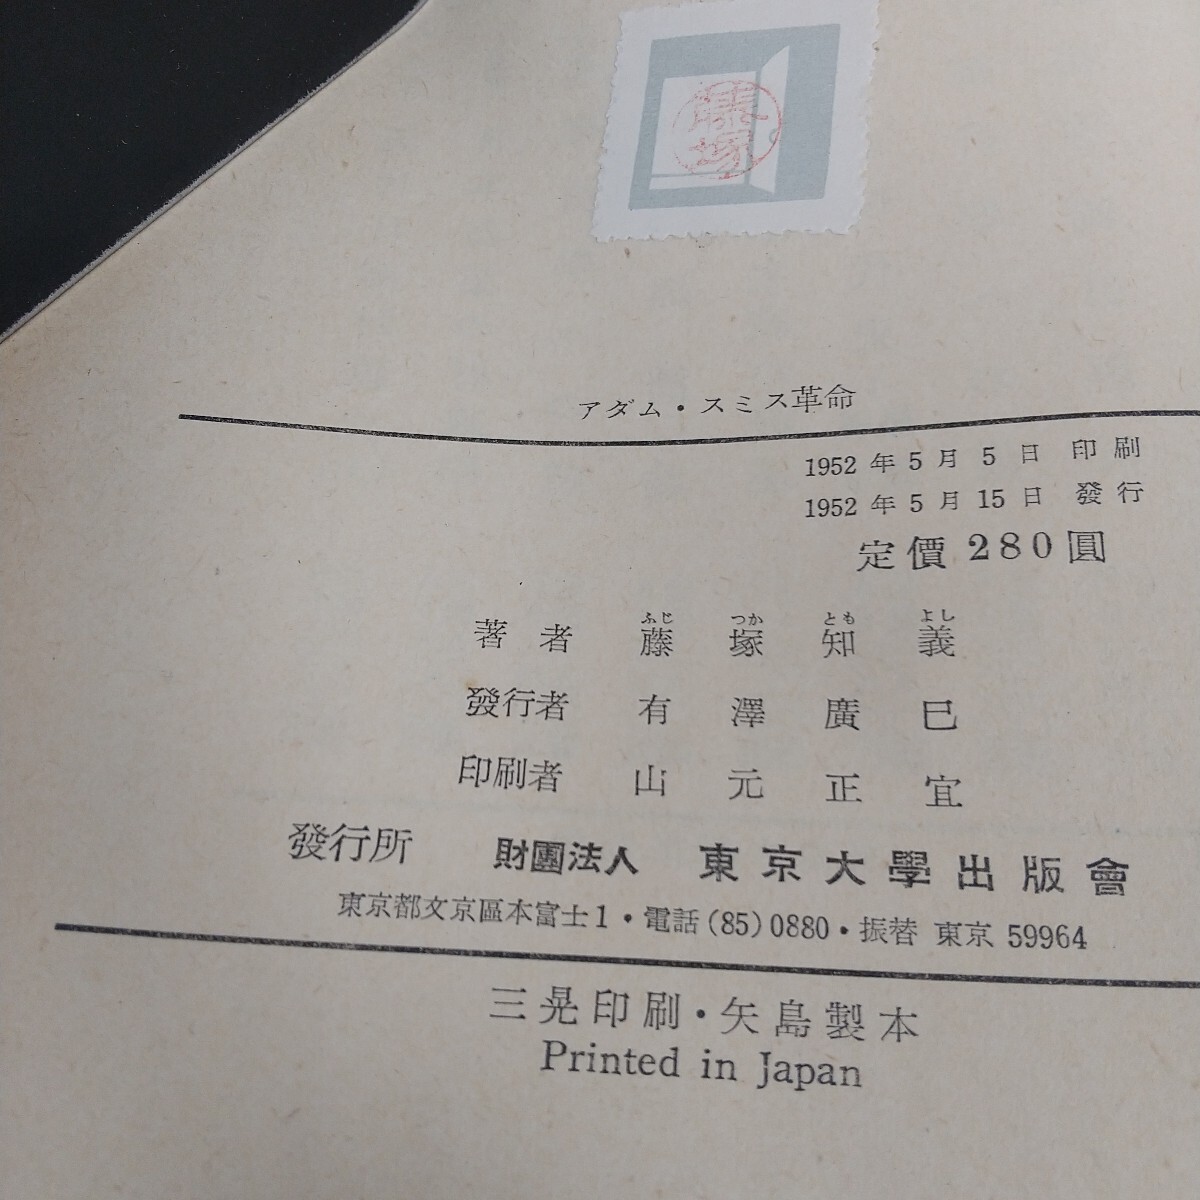 藤塚
アダム・スミス革命
1952年5月5日 印刷
1952年5月15日 發行
定價 280圓
著者 藤塚知義
ふじ つか とも よし
發行者 有澤廣巳
印刷者 山元正宜
發行所 財團法人 東京大學出版會
東京都文京區本富士1・電話(85)0880・振替 東京 59964
三晃印刷・矢島製本
Printed in Japan